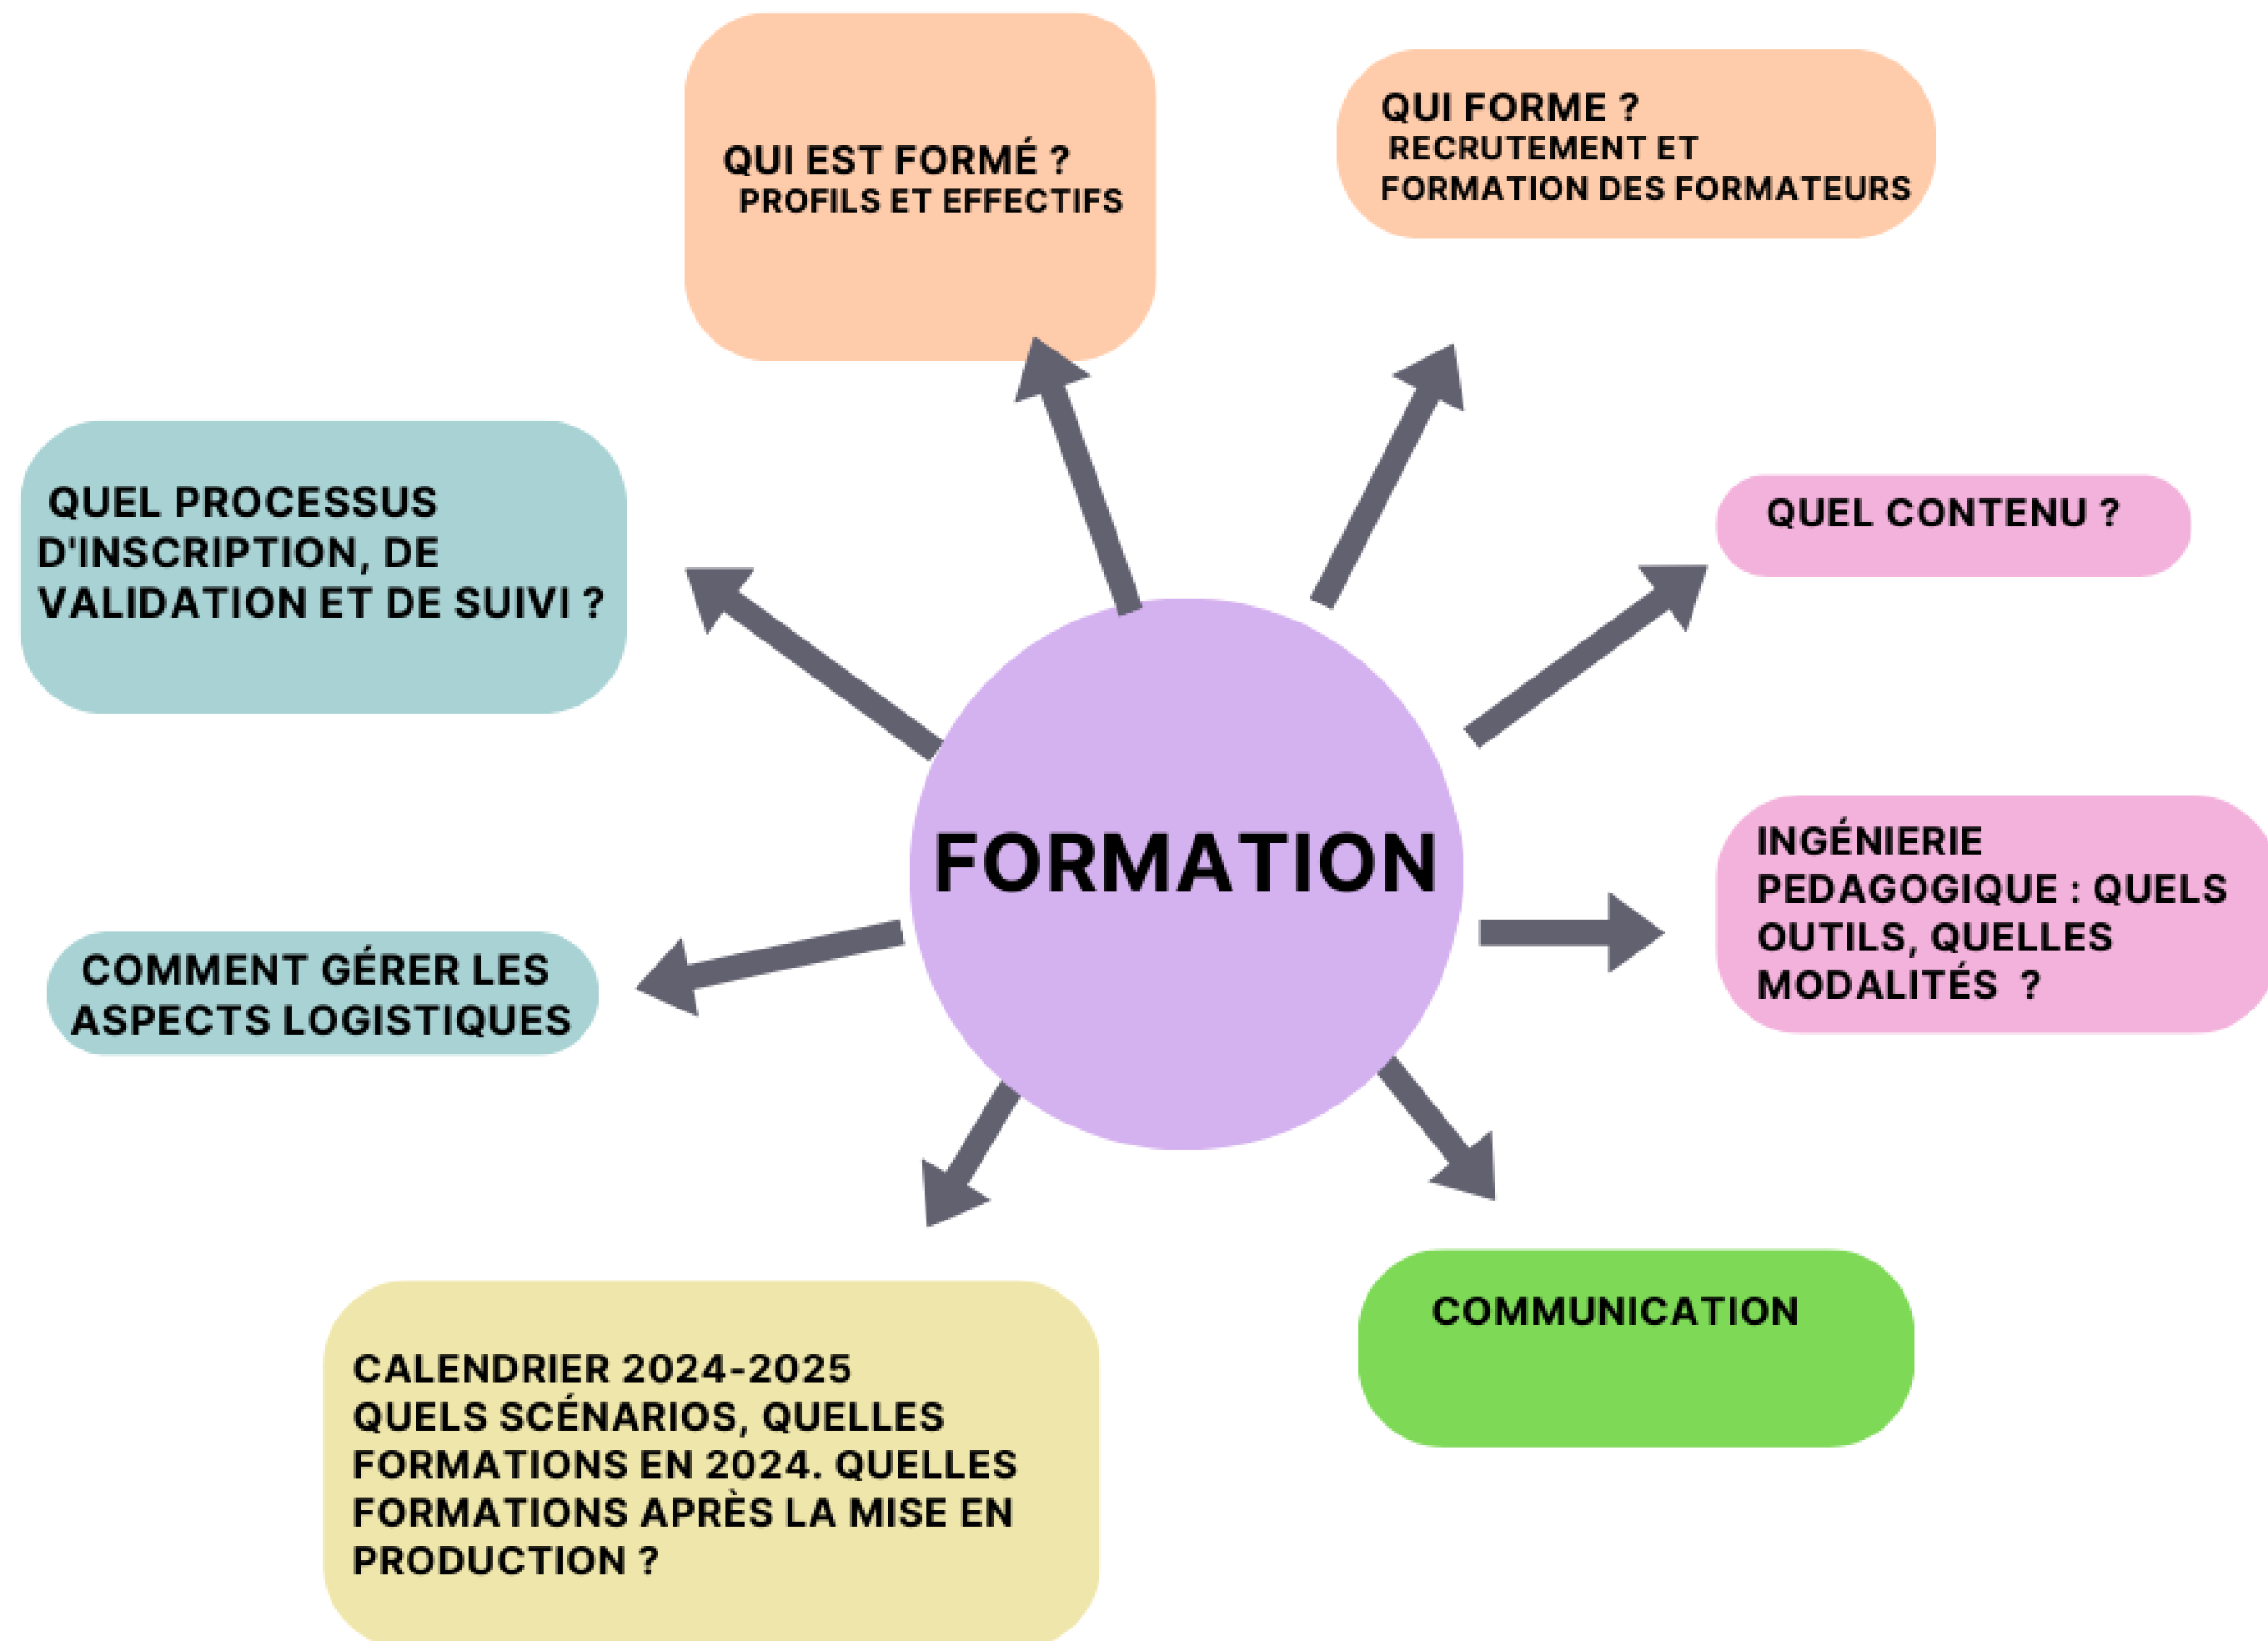 QUI EST FORMÉ ?
PROFILS ET EFFECTIFS
QUI FORME ?
RECRUTEMENT ET
FORMATION DES FORMATEURS
QUEL PROCESSUS
D'INSCRIPTION, DE
VALIDATION ET DE SUIVI ?
QUEL CONTENU ?
FORMATION
INGÉNIERIE
PEDAGOGIQUE : QUELS
OUTILS, QUELLES
MODALITÉS ?
COMMENT GÉRER LES
ASPECTS LOGISTIQUES
CALENDRIER 2024-2025
QUELS SCÉNARIOS, QUELLES
FORMATIONS EN 2024. QUELLES
FORMATIONS APRÈS LA MISE EN
PRODUCTION ?
COMMUNICATION